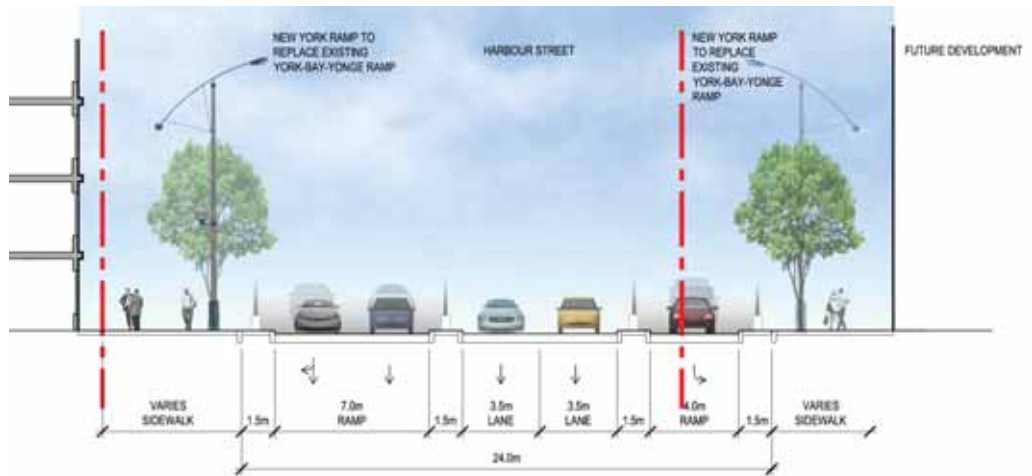 NEW YORK RAMP TO
REPLACE EXISTING
YORK-BAY-YONGE RAMP
HARBOUR STREET
NEW YORK RAMP
TO REPLACE
EXISTING
YORK-BAY-YONGE
RAMP
FUTURE DEVELOPMENT
VARIES
SIDEWALK
1.5m
7.0m
RAMP
1.5m
3.5m
LANE
3.5m
LANE
1.5m
4.0m
RAMP
1.5m
VARIES
SIDEWALK
24.0m